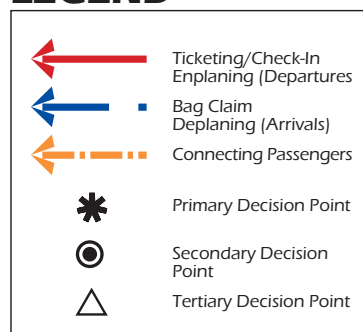 LEGEND
Ticketing/Check-In
Enplaning (Departures
Bag Claim
Deplaning (Arrivals)
Connecting Passengers
Primary Decision Point
Secondary Decision
Point
Tertiary Decision Point